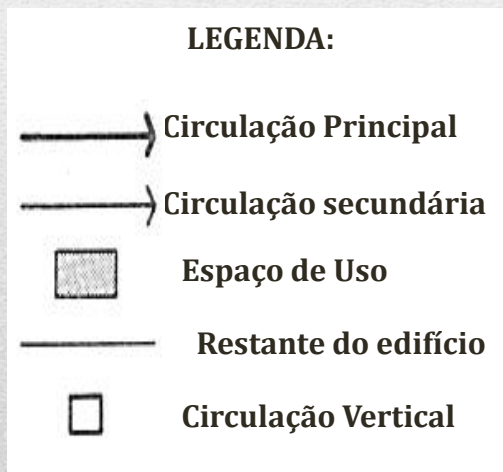 LEGENDA:
Circulação Principal
Circulação secundária
Espaço de Uso
Restante do edifício
Circulação Vertical